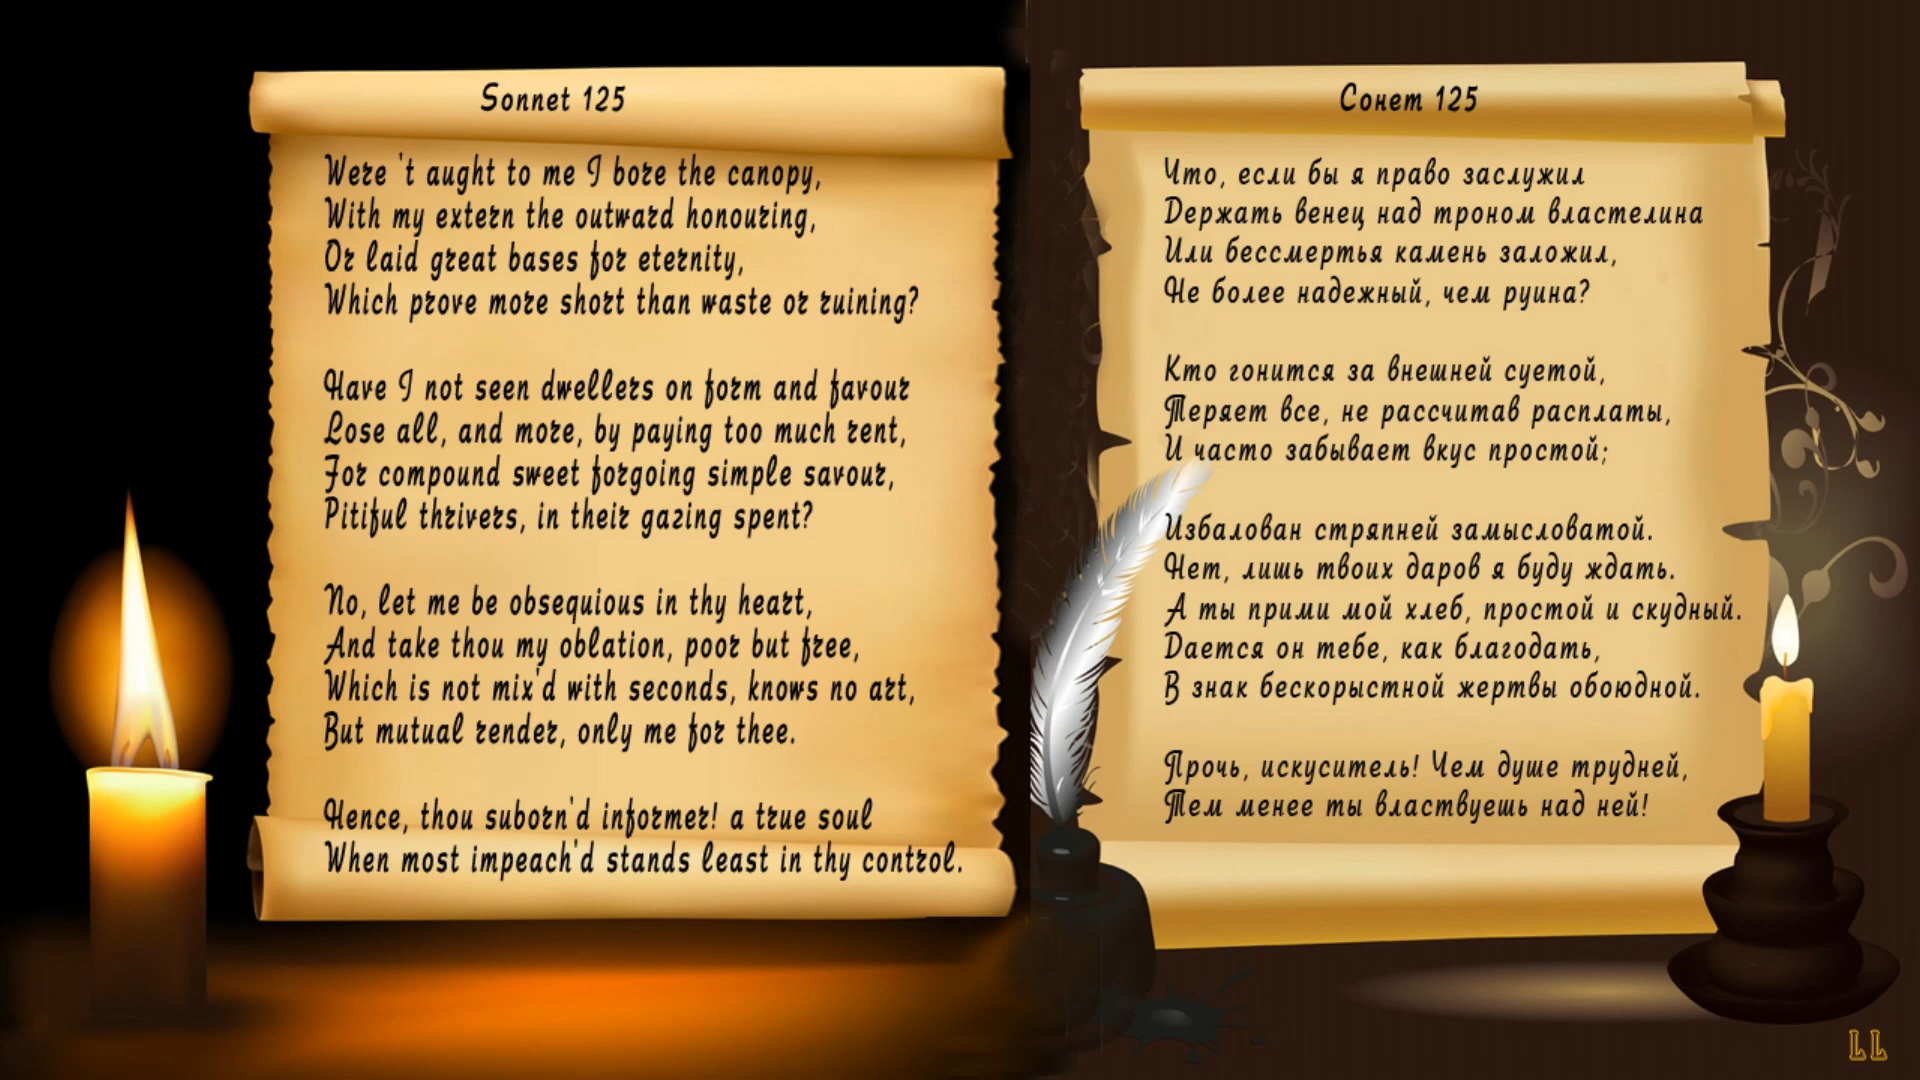 Sonnet 125
Were 't aught to me I bore the canopy,
With my extern the outward honouring,
Or laid great bases for eternity,
Which prove more short than waste or ruining?
Have I not seen dwellers on form and favour
Lose all, and more, by paying too much rent,
For compound sweet forgoing simple savour,
Pitiful thrivers, in their gazing spent?
No, let me be obsequious in thy heart,
And take thou my oblation, poor but free,
Which is not mix'd with seconds, knows no art,
But mutual render, only me for thee.
Hence, thou suborn'd informer! a true soul
When most impeach'd stands least in thy control.
Сонет 125
Что, если бы я право заслужил
Держать венец над троном властелина
Или бессмертья камень заложил,
Не более надежный, чем руина?
Кто гонится за внешней суетой,
Теряет все, не рассчитав расплаты,
И часто забывает вкус простой;
Избалован стряпней замысловатой.
Нет, лишь твоих даров я буду ждать.
А ты прими мой хлеб, простой и скудный.
Дается он тебе, как благодать,
В знак бескорыстной жертвы обоюдной.
Прочь, искуситель! Чем душе трудней,
Тем менее ты властвуешь над ней!
LL